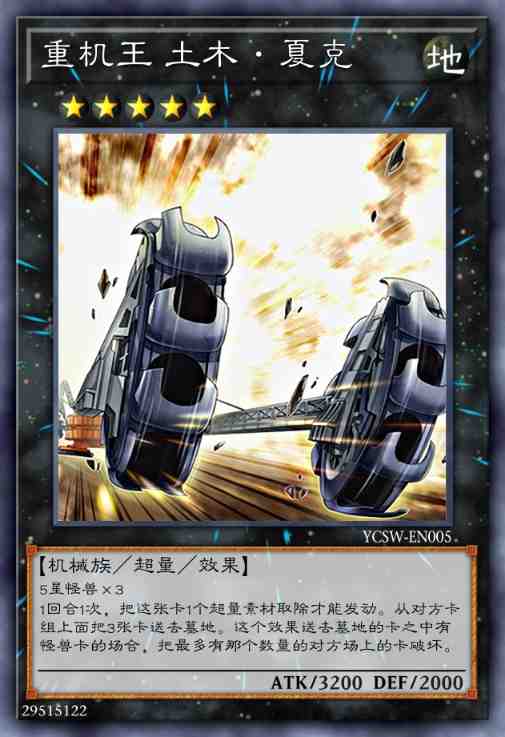 重机王 土木·夏克
地
YCSW-EN005
【机械族／超量／效果】
5星怪兽×3
1回合1次，把这张卡1个超量素材取除才能发动。从对方卡
组上面把3张卡送去墓地。这个效果送去墓地的卡之中有
怪兽卡的场合，把最多有那个数量的对方场上的卡破坏。
ATK/3200 DEF/2000
29515122